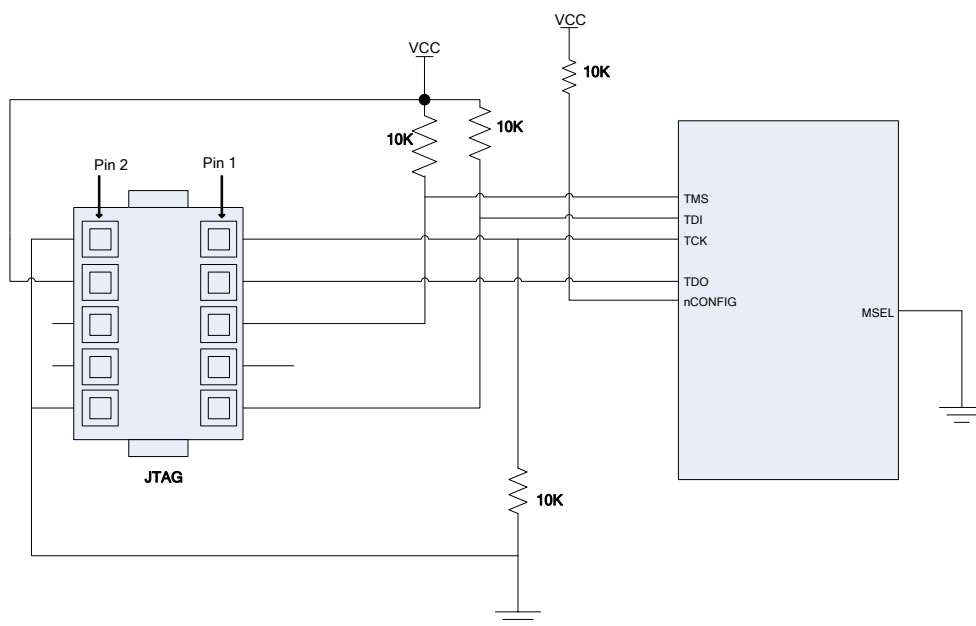 VCC
VCC
10K
10K
10K
Pin 2
Pin 1
TMS
TDI
TCK
TDO
nCONFIG
MSEL
JTAG
10K